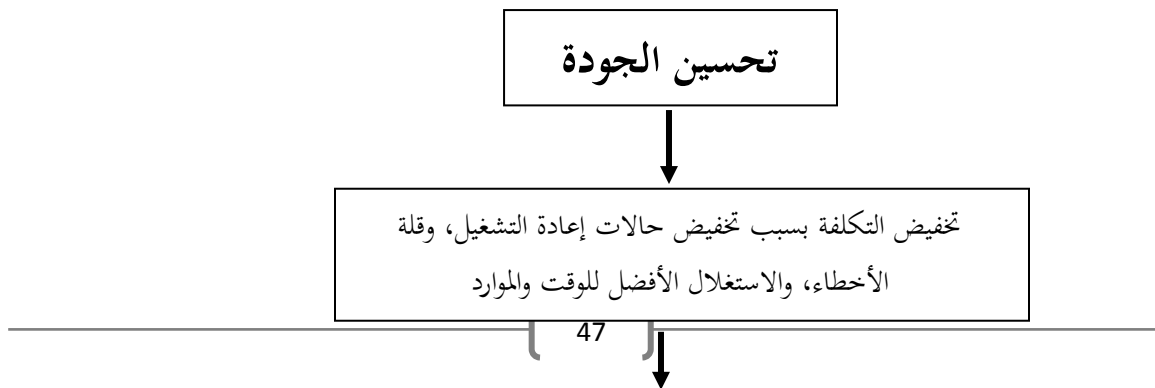 تحسين الجودة
تخفيض التكلفة بسبب تخفيض حالات إعادة التشغيل، وقلة
الأخطاء، والاستغلال الأفضل للوقت والموارد
47